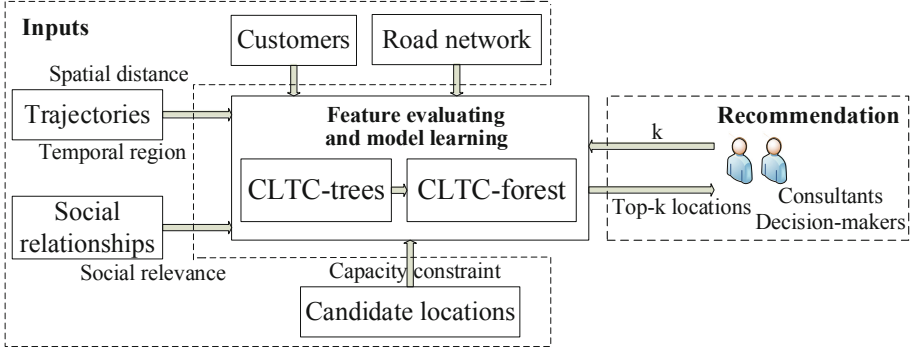 Inputs
Customers
Road network
Spatial distance
Trajectories
Temporal region
Social
relationships
Social relevance
Feature evaluating
and model learning
CLTC-trees
CLTC-forest
Capacity constraint
Candidate locations
Recommendation
k
Top-k locations
Consultants
Decision-makers